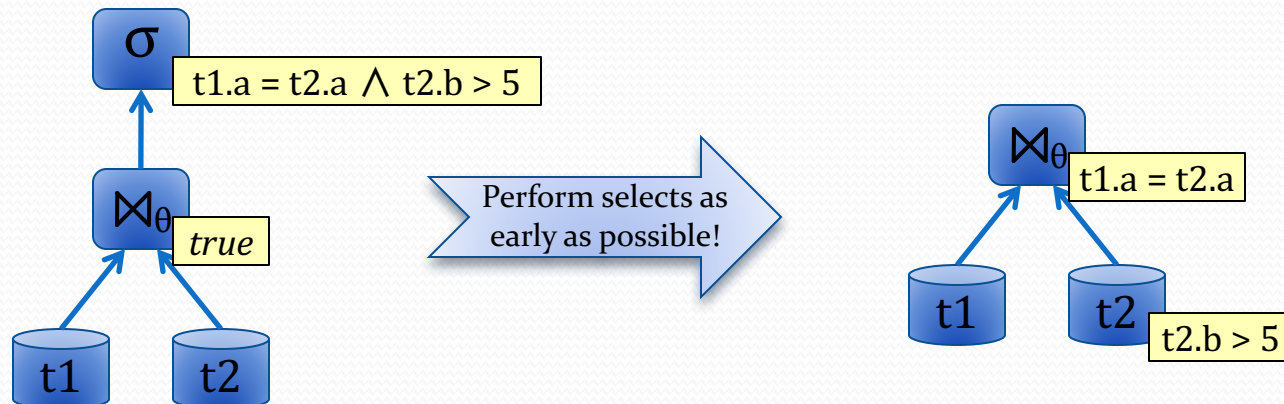 σ
t1.a = t2.a ∧ t2.b > 5
⋈θ
true
t1
t2
Perform selects as
early as possible!
⋈θ
t1.a = t2.a
t1
t2
t2.b > 5